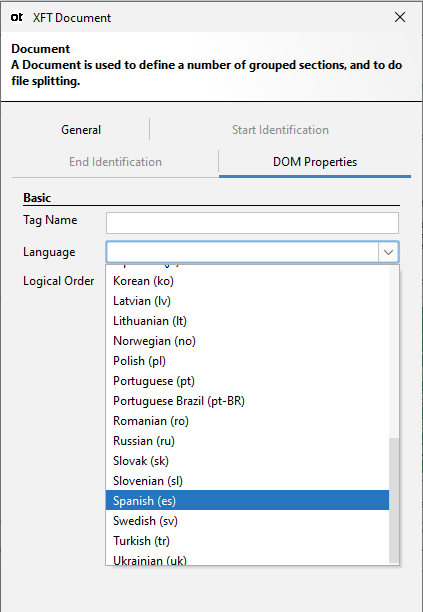 ot XFT Document
Document
A Document is used to define a number of grouped sections, and to do
file splitting.
General
Start Identification
End Identification
DOM Properties
Basic
Tag Name
Language
Logical Order
Korean (ko)
Latvian (lv)
Lithuanian (lt)
Norwegian (no)
Polish (pl)
Portuguese (pt)
Portuguese Brazil (pt-BR)
Romanian (ro)
Russian (ru)
Slovak (sk)
Slovenian (sl)
Spanish (es)
Swedish (sv)
Turkish (tr)
Ukrainian (uk)